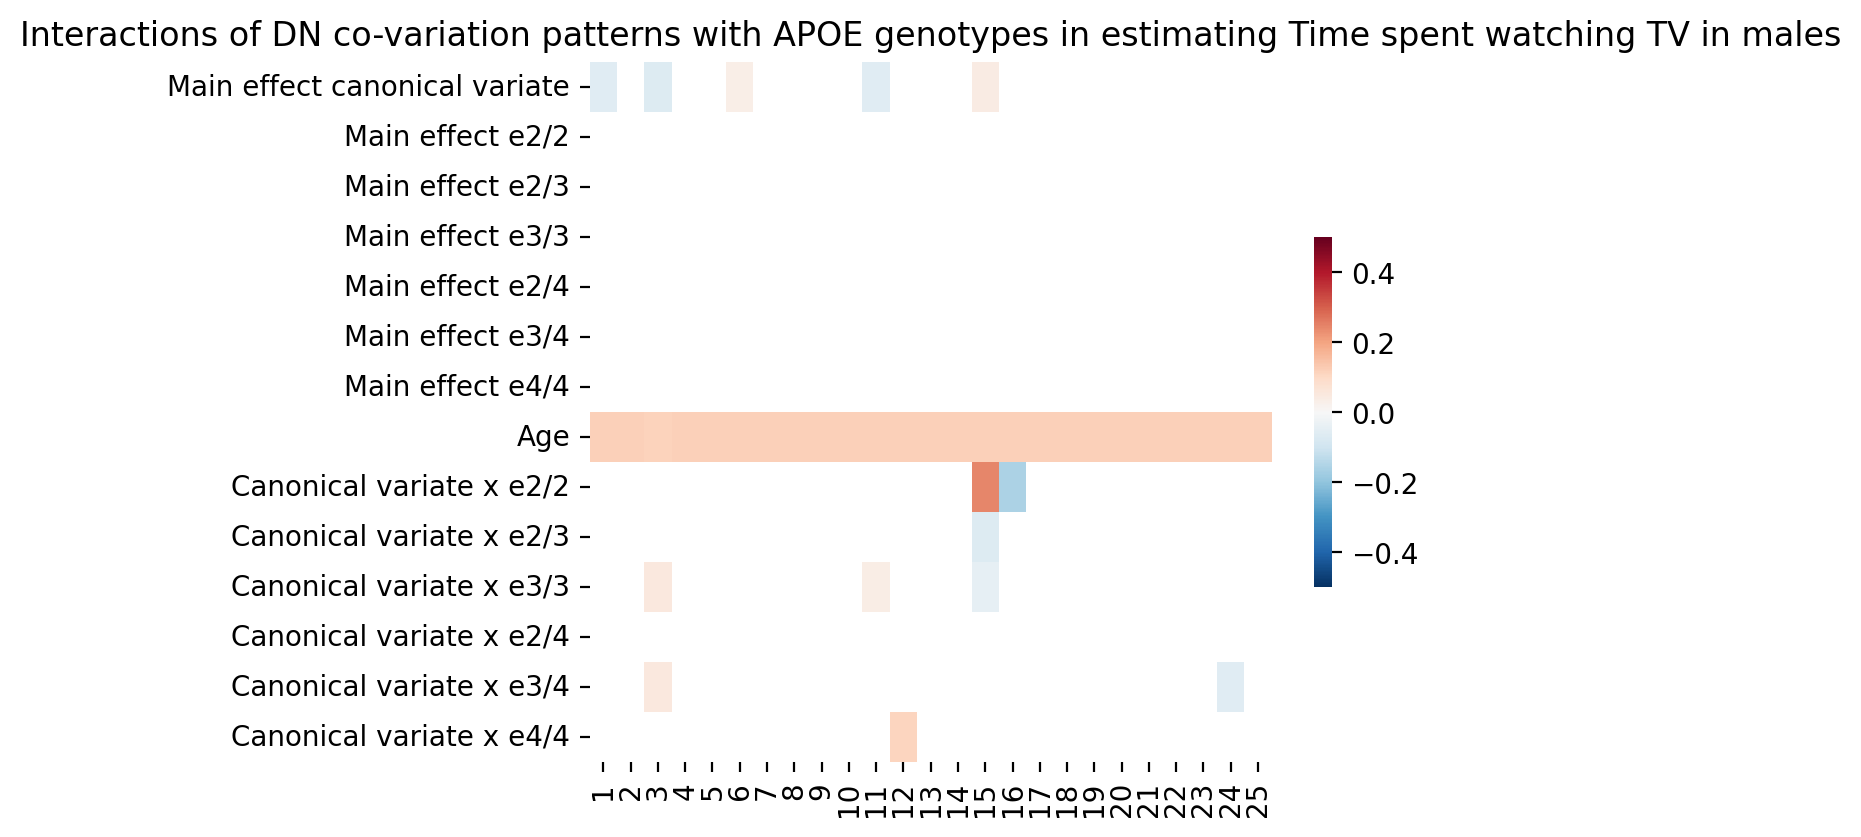 Interactions of DN co-variation patterns with APOE genotypes in estimating Time spent watching TV in males
Main effect canonical variate
Main effect e2/2
Main effect e2/3
Main effect e3/3
Main effect e2/4
Main effect e3/4
Main effect e4/4
Age
Canonical variate x e2/2
Canonical variate x e2/3
Canonical variate x e3/3
Canonical variate x e2/4
Canonical variate x e3/4
Canonical variate x e4/4
1 2 3 4 5 6 7 8 9 10 11 12 13 14 15 16 17 18 19 20 21 22 23 24 25
0.4
0.2
0.0
−0.2
−0.4